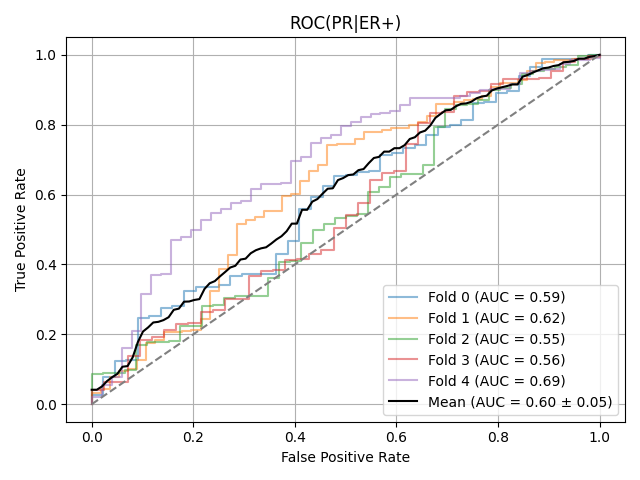 ROC(PR|ER+)
True Positive Rate
1.0
0.8
0.6
0.4
0.2
0.0
0.0 0.2 0.4 0.6 0.8 1.0
False Positive Rate
Fold 0 (AUC = 0.59)
Fold 1 (AUC = 0.62)
Fold 2 (AUC = 0.55)
Fold 3 (AUC = 0.56)
Fold 4 (AUC = 0.69)
Mean (AUC = 0.60 ± 0.05)